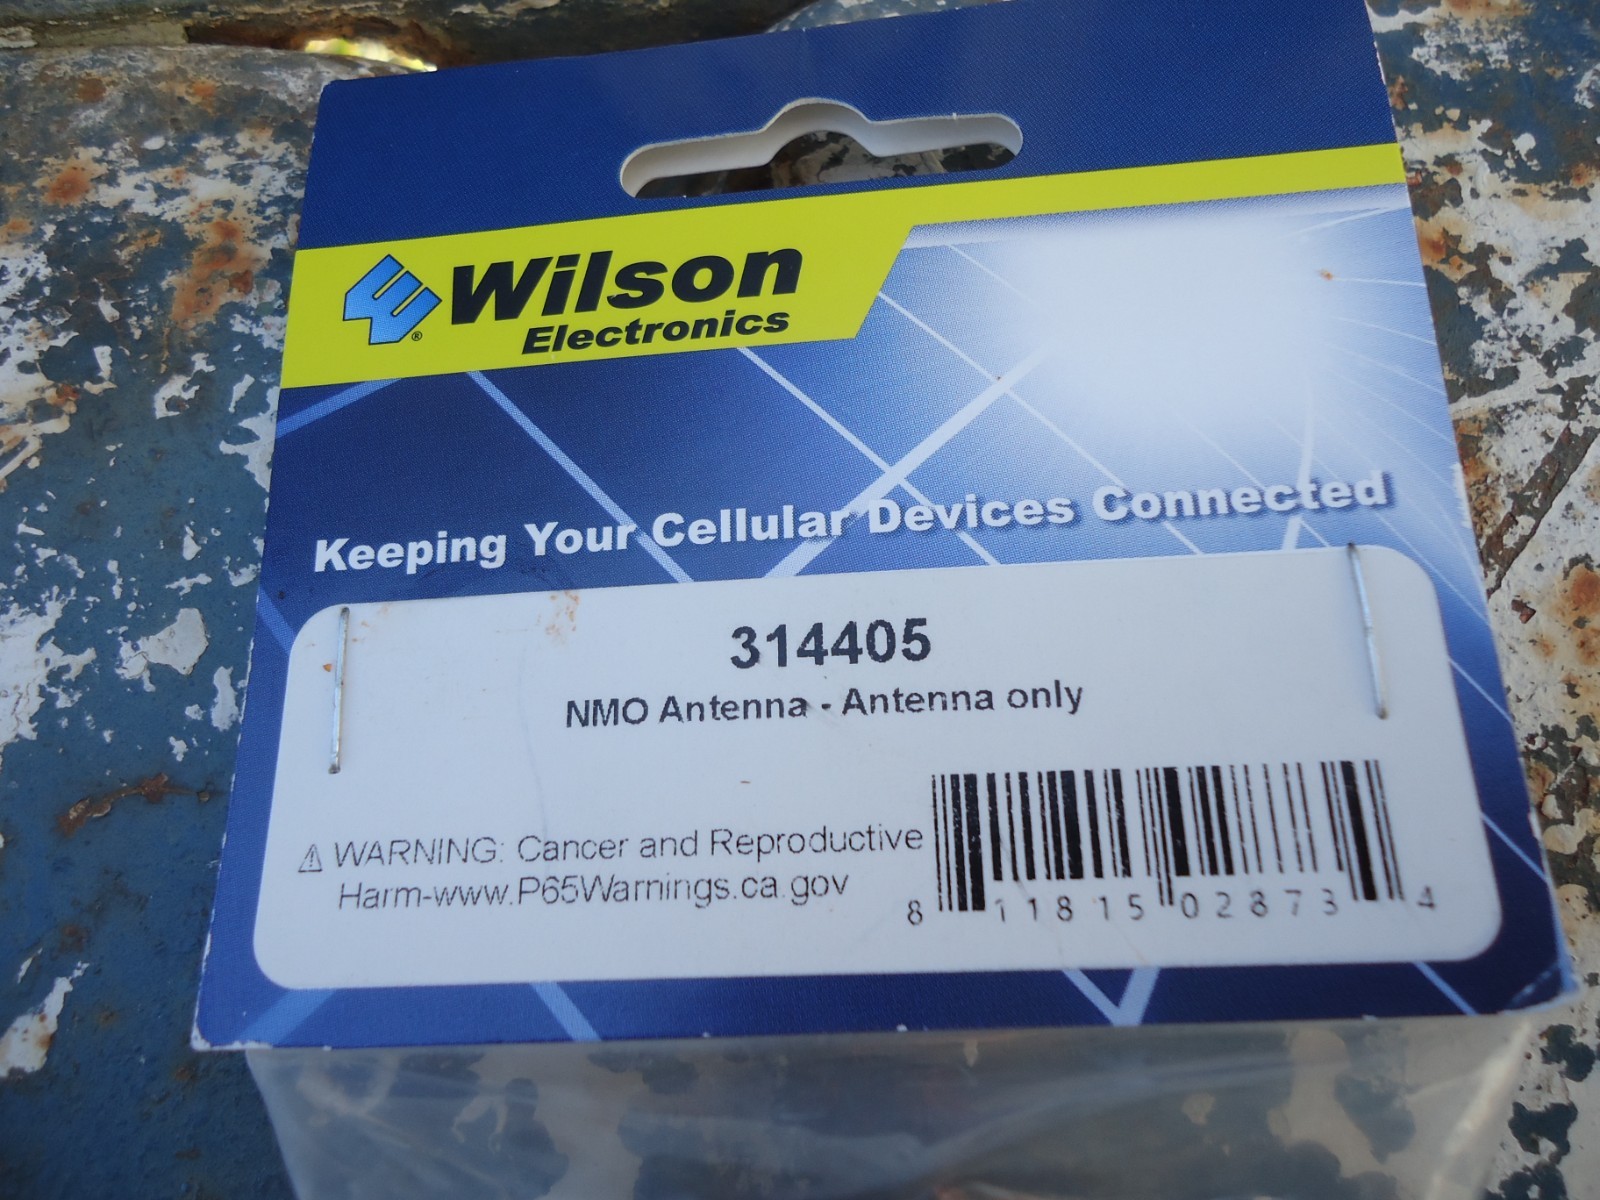 Wilson
Electronics
®
Keeping Your Cellular Devices Connected
314405
NMO Antenna - Antenna only
⚠ WARNING: Cancer and Reproductive
Harm-www.P65Warnings.ca.gov
8 11815 02873 4